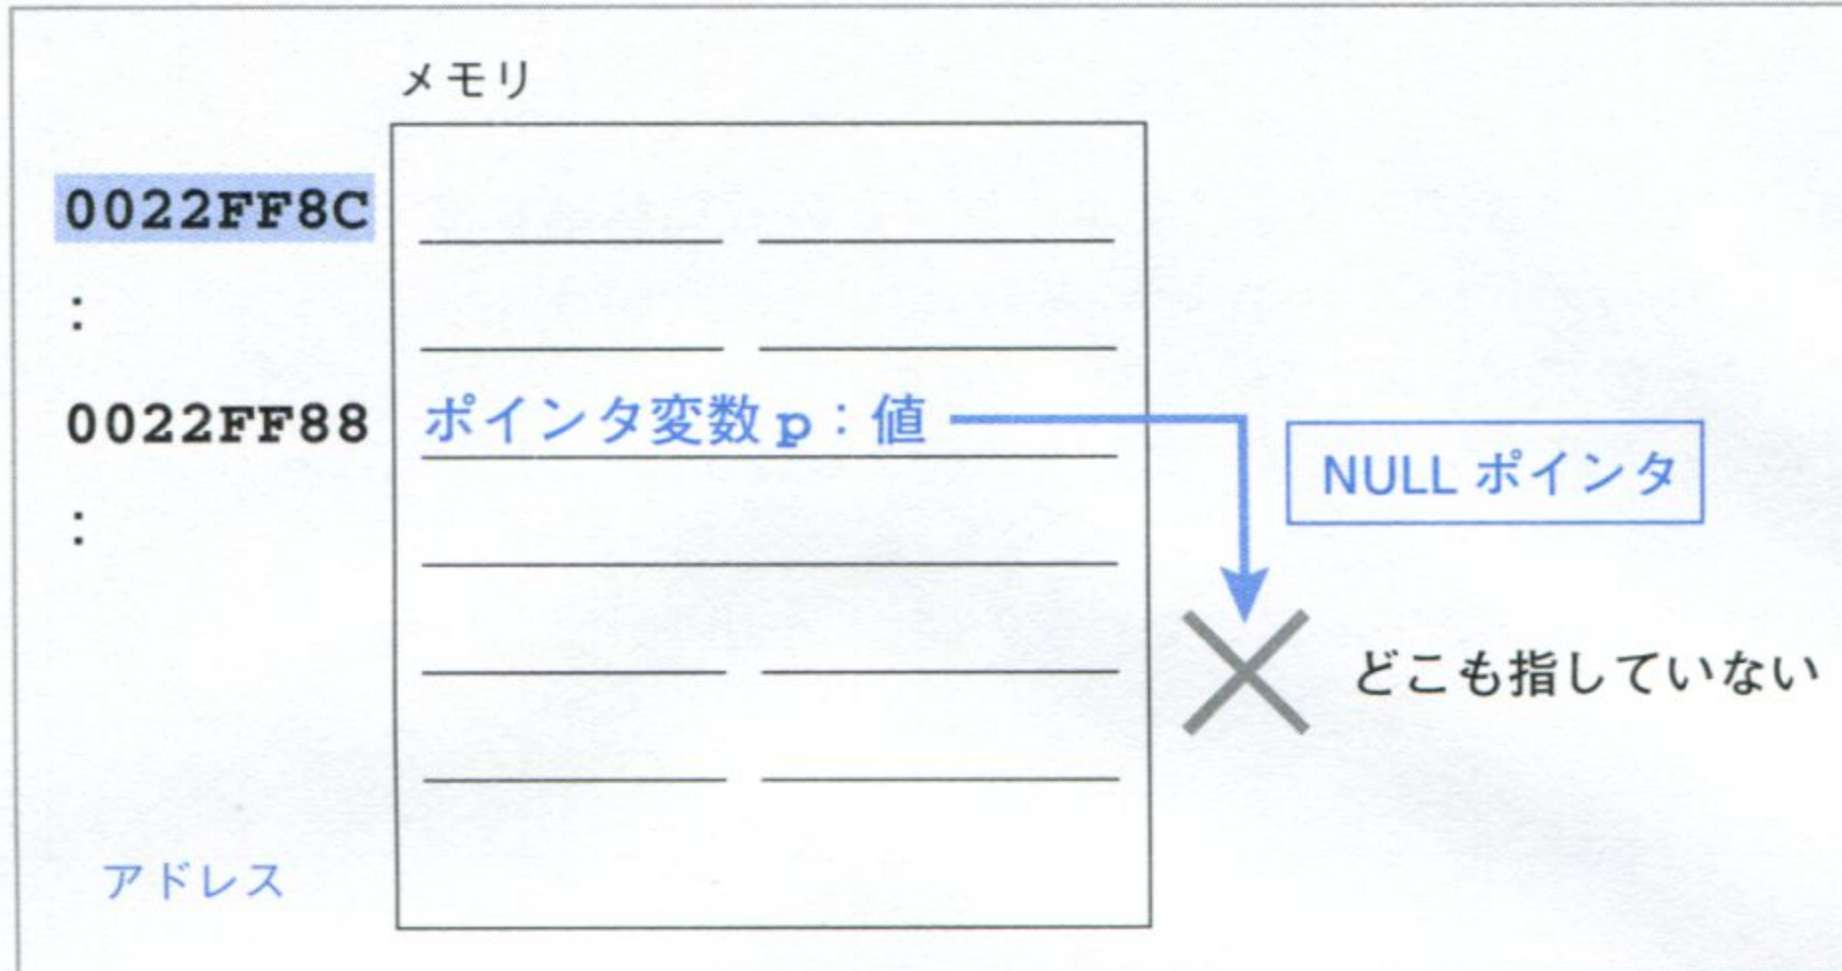 メモリ
0022FF8C
:
0022FF88 ポインタ変数 p：値
NULL ポインタ
:
どこも指していない
アドレス